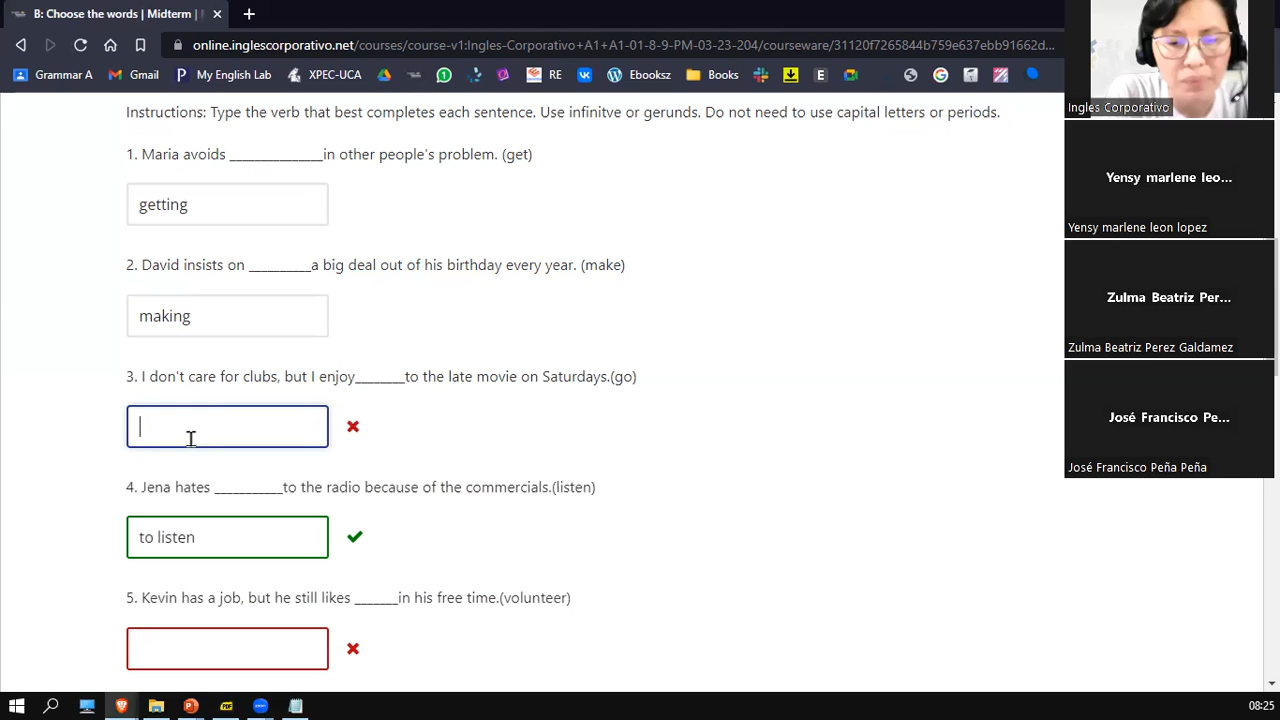 B: Choose the words | Midterm |
online.inglescorporativo.net/courses/course-v1:Ingles-Corporativo+A1+A1-01-8-9-PM-03-23-204/courseware/31120f7265844b759e637ebb91662d...
Grammar A
Gmail
My English Lab
XPEC-UCA
RE
Ebooksz
Books
Instructions: Type the verb that best completes each sentence. Use infinitve or gerunds. Do not need to use capital letters or periods.
1. Maria avoids _______________in other people's problem. (get)
getting
2. David insists on __________a big deal out of his birthday every year. (make)
making
3. I don't care for clubs, but I enjoy________to the late movie on Saturdays.(go)
4. Jena hates ___________to the radio because of the commercials.(listen)
to listen
5. Kevin has a job, but he still likes _______in his free time.(volunteer)
Ingles Corporativo
Yensy marlene leo...
Yensy marlene leon lopez
Zulma Beatriz Per...
Zulma Beatriz Perez Galdamez
José Francisco Pe...
José Francisco Peña Peña
08:25